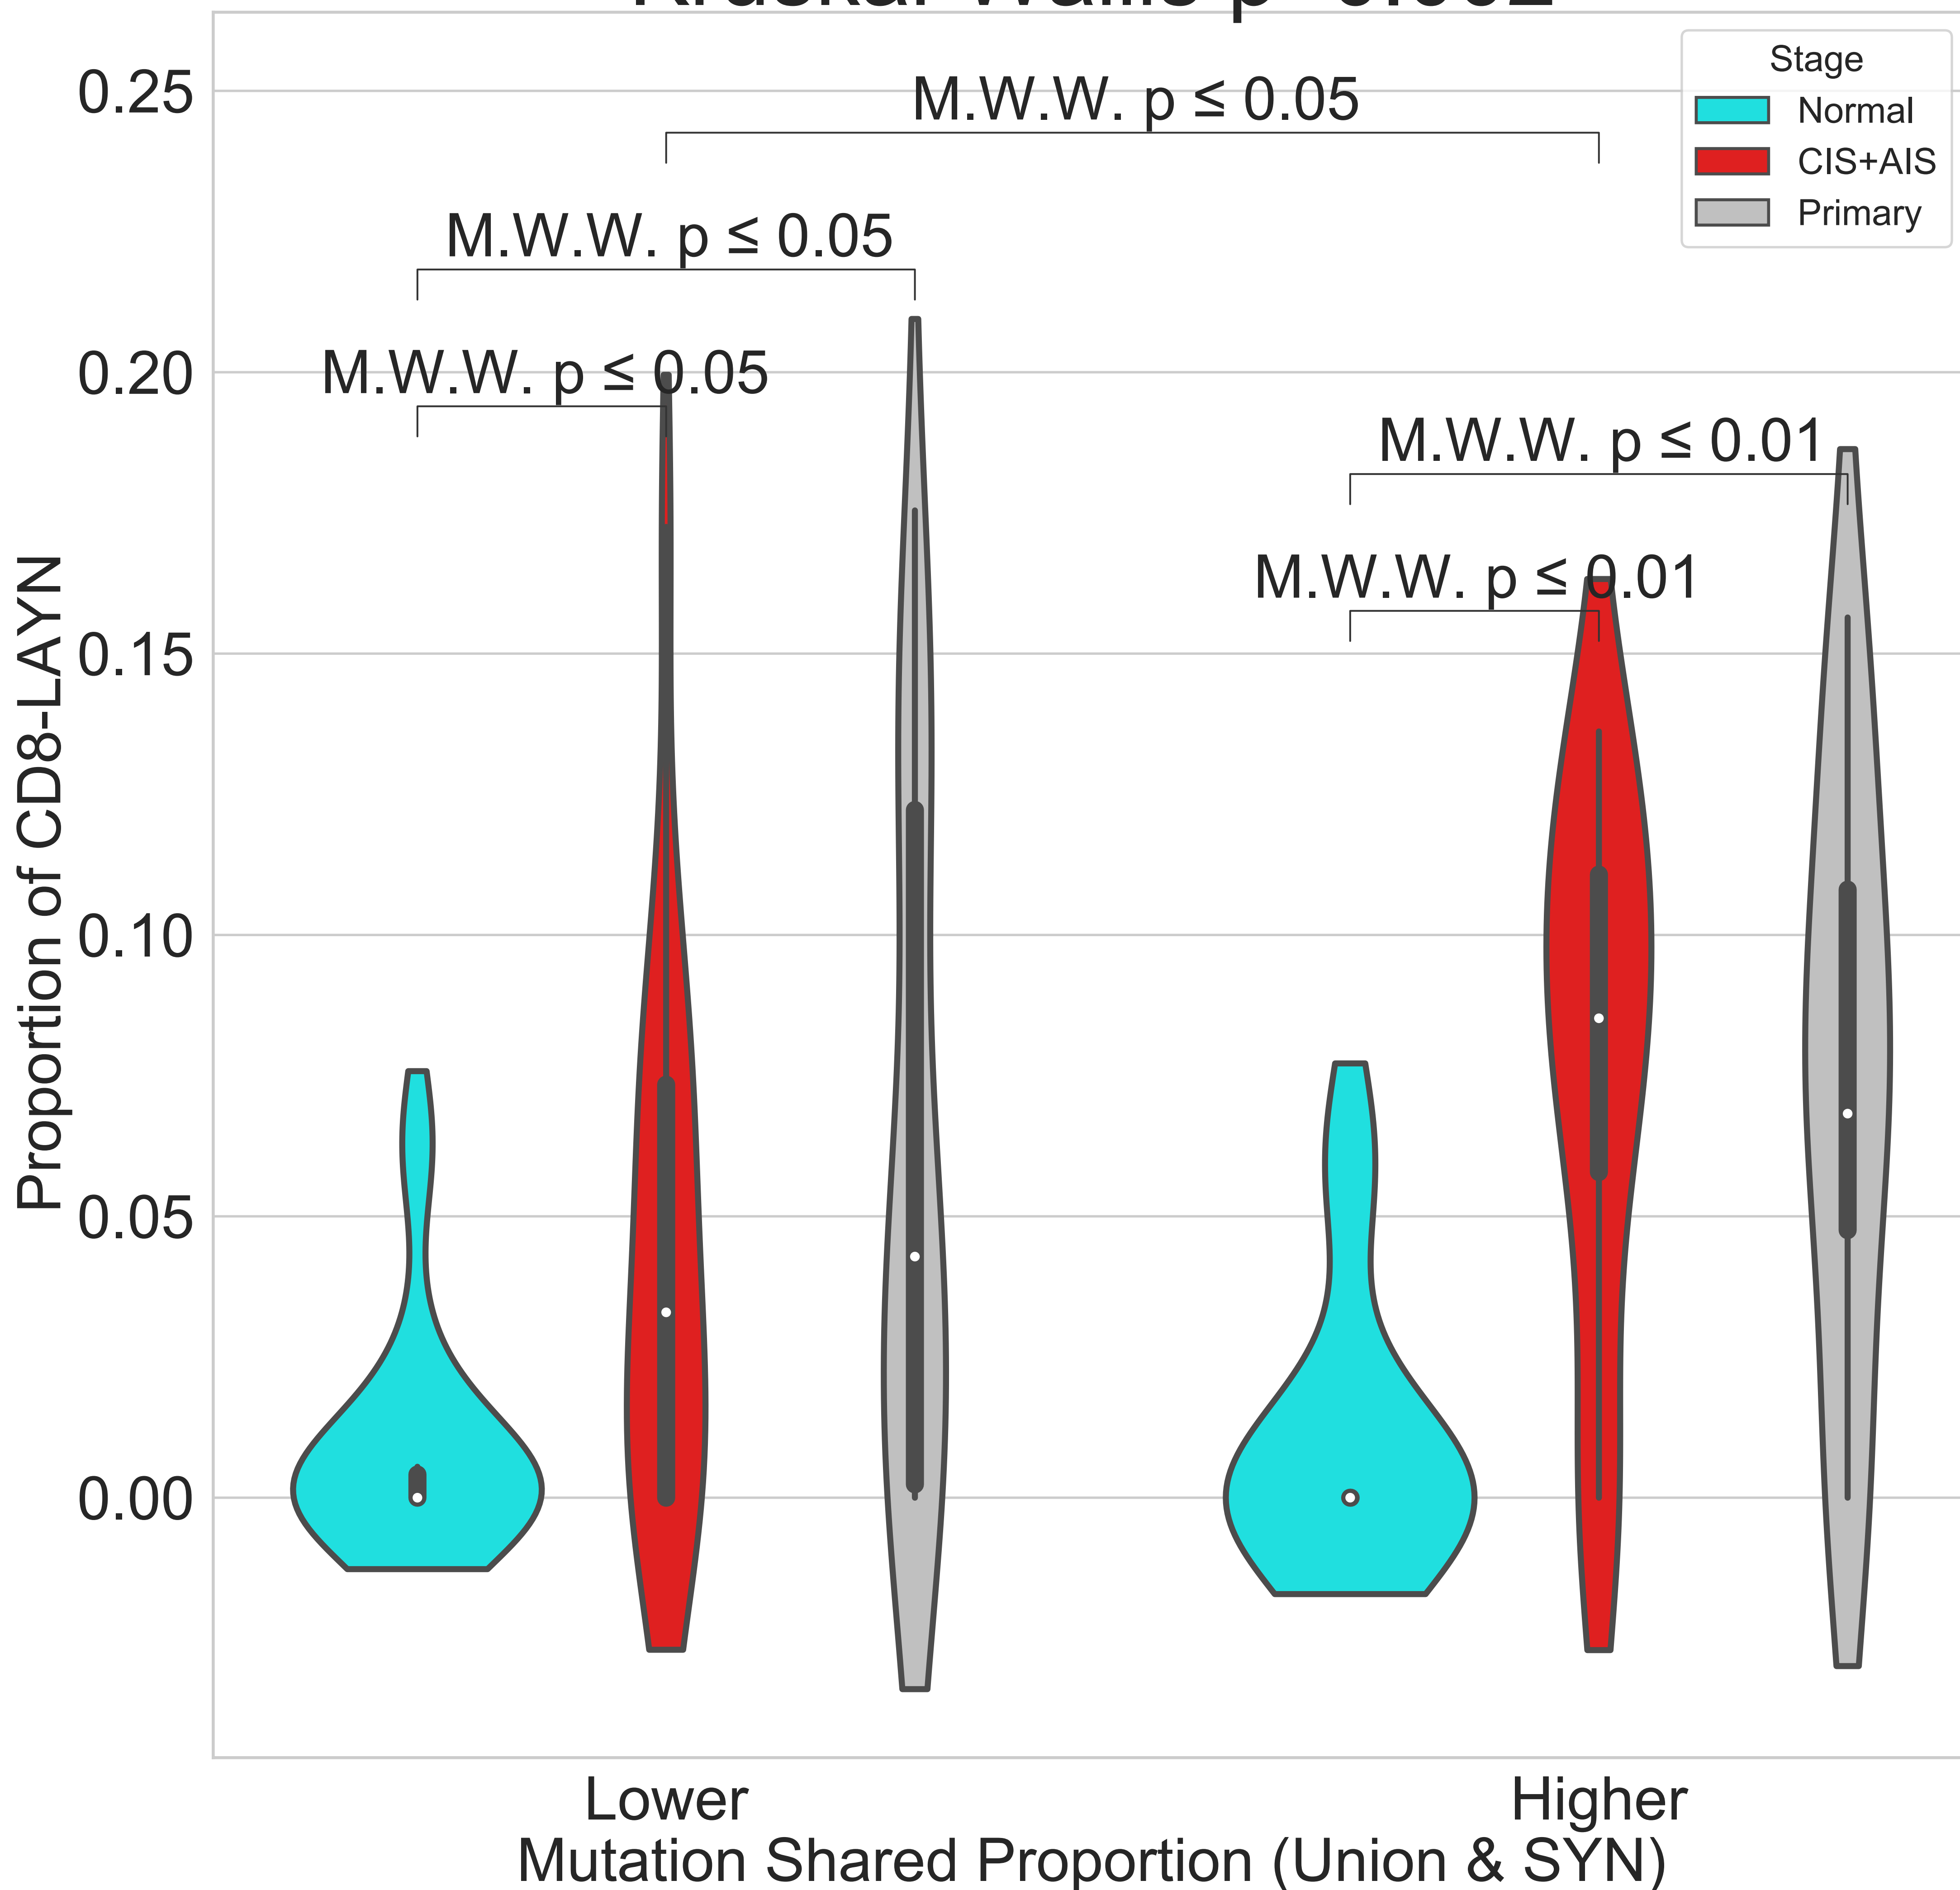 Stage
Normal
CIS+AIS
Primary
M.W.W. p ≤ 0.05
M.W.W. p ≤ 0.05
M.W.W. p ≤ 0.05
M.W.W. p ≤ 0.01
M.W.W. p ≤ 0.01
Proportion of CD8-LAYN
0.25
0.20
0.15
0.10
0.05
0.00
Lower
Higher
Mutation Shared Proportion (Union & SYN)